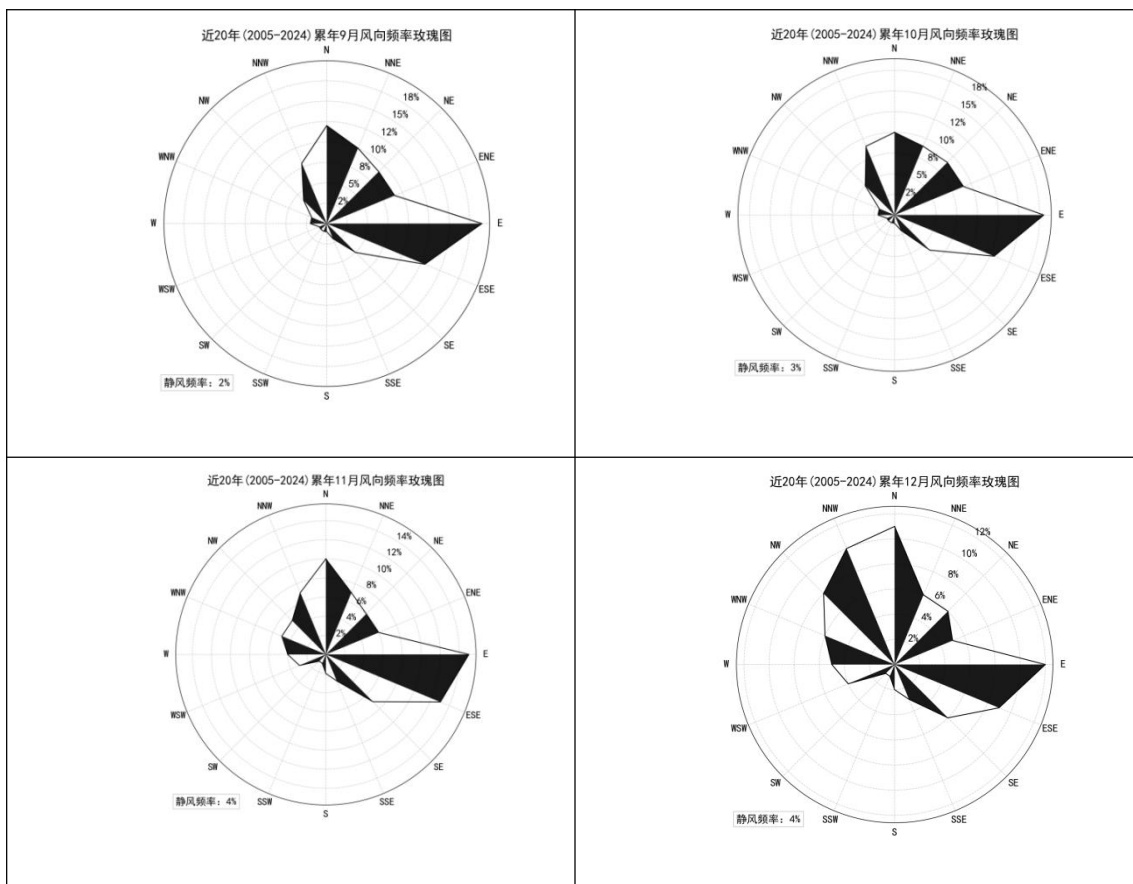 近20年(2005-2024)累年9月风向频率玫瑰图
N
NNW
NNE
NW
NE
18%
15%
12%
10%
8%
5%
2%
WNW
ENE
W
E
WSW
ESE
SW
SE
静风频率: 2%
SSW
SSE
S
近20年(2005-2024)累年10月风向频率玫瑰图
N
NNW
NNE
NW
NE
18%
15%
12%
10%
8%
5%
2%
WNW
ENE
W
E
WSW
ESE
SW
SE
静风频率: 3%
SSW
SSE
S
近20年(2005-2024)累年11月风向频率玫瑰图
N
NNW
NNE
NW
NE
14%
12%
10%
8%
6%
4%
2%
WNW
ENE
W
E
WSW
ESE
SW
SE
静风频率: 4%
SSW
SSE
S
近20年(2005-2024)累年12月风向频率玫瑰图
N
NNW
NNE
NW
NE
12%
10%
8%
6%
4%
2%
WNW
ENE
W
E
WSW
ESE
SW
SE
静风频率: 4%
SSW
SSE
S